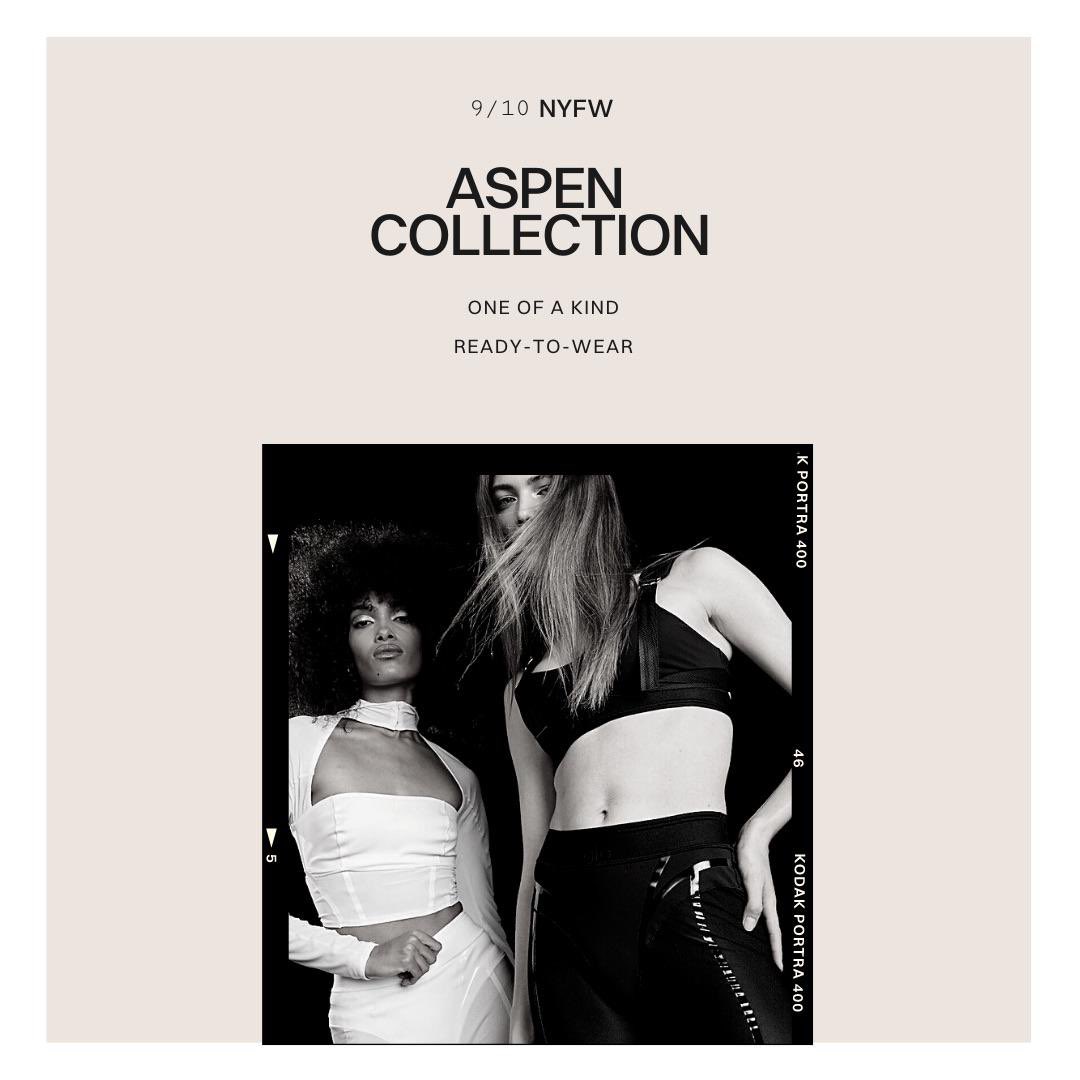 9/10 NYFW
ASPEN
COLLECTION
ONE OF A KIND
READY-TO-WEAR
K PORTRA 400
46
5
KODAK PORTRA 400